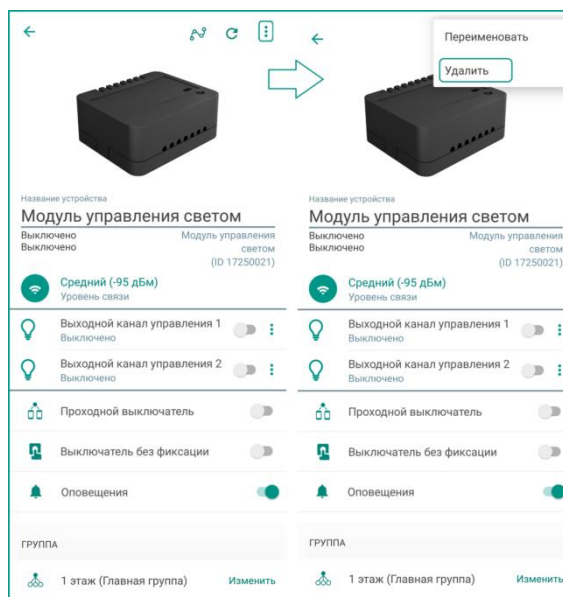 Название устройства
Модуль управления светом
Выключено
Выключено
Модуль управления
светом
(ID 17250021)
Средний (-95 дБм)
Уровень связи
Выходной канал управления 1
Выключено
Выходной канал управления 2
Выключено
Проходной выключатель
Выключатель без фиксации
Оповещения
ГРУППА
1 этаж (Главная группа)
Изменить
Переименовать
Удалить
Название устройства
Модуль управления светом
Выключено
Выключено
Модуль управления
светом
(ID 17250021)
Средний (-95 дБм)
Уровень связи
Выходной канал управления 1
Выключено
Выходной канал управления 2
Выключено
Проходной выключатель
Выключатель без фиксации
Оповещения
ГРУППА
1 этаж (Главная группа)
Изменить